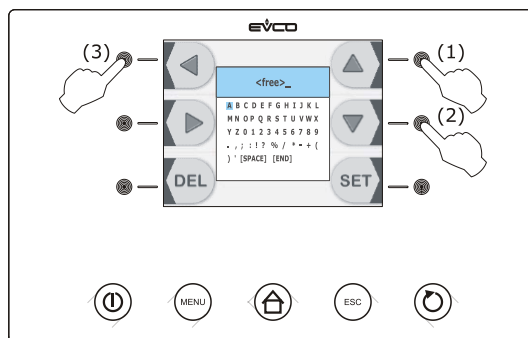 EVCO
(3)
(1)
<free>_
A B C D E F G H I J K L
M N O P Q R S T U V W X
Y Z 0 1 2 3 4 5 6 7 8 9
. , ; : ! ? % / * - + (
) ' [SPACE] [END]
(2)
DEL
SET
MENU
ESC